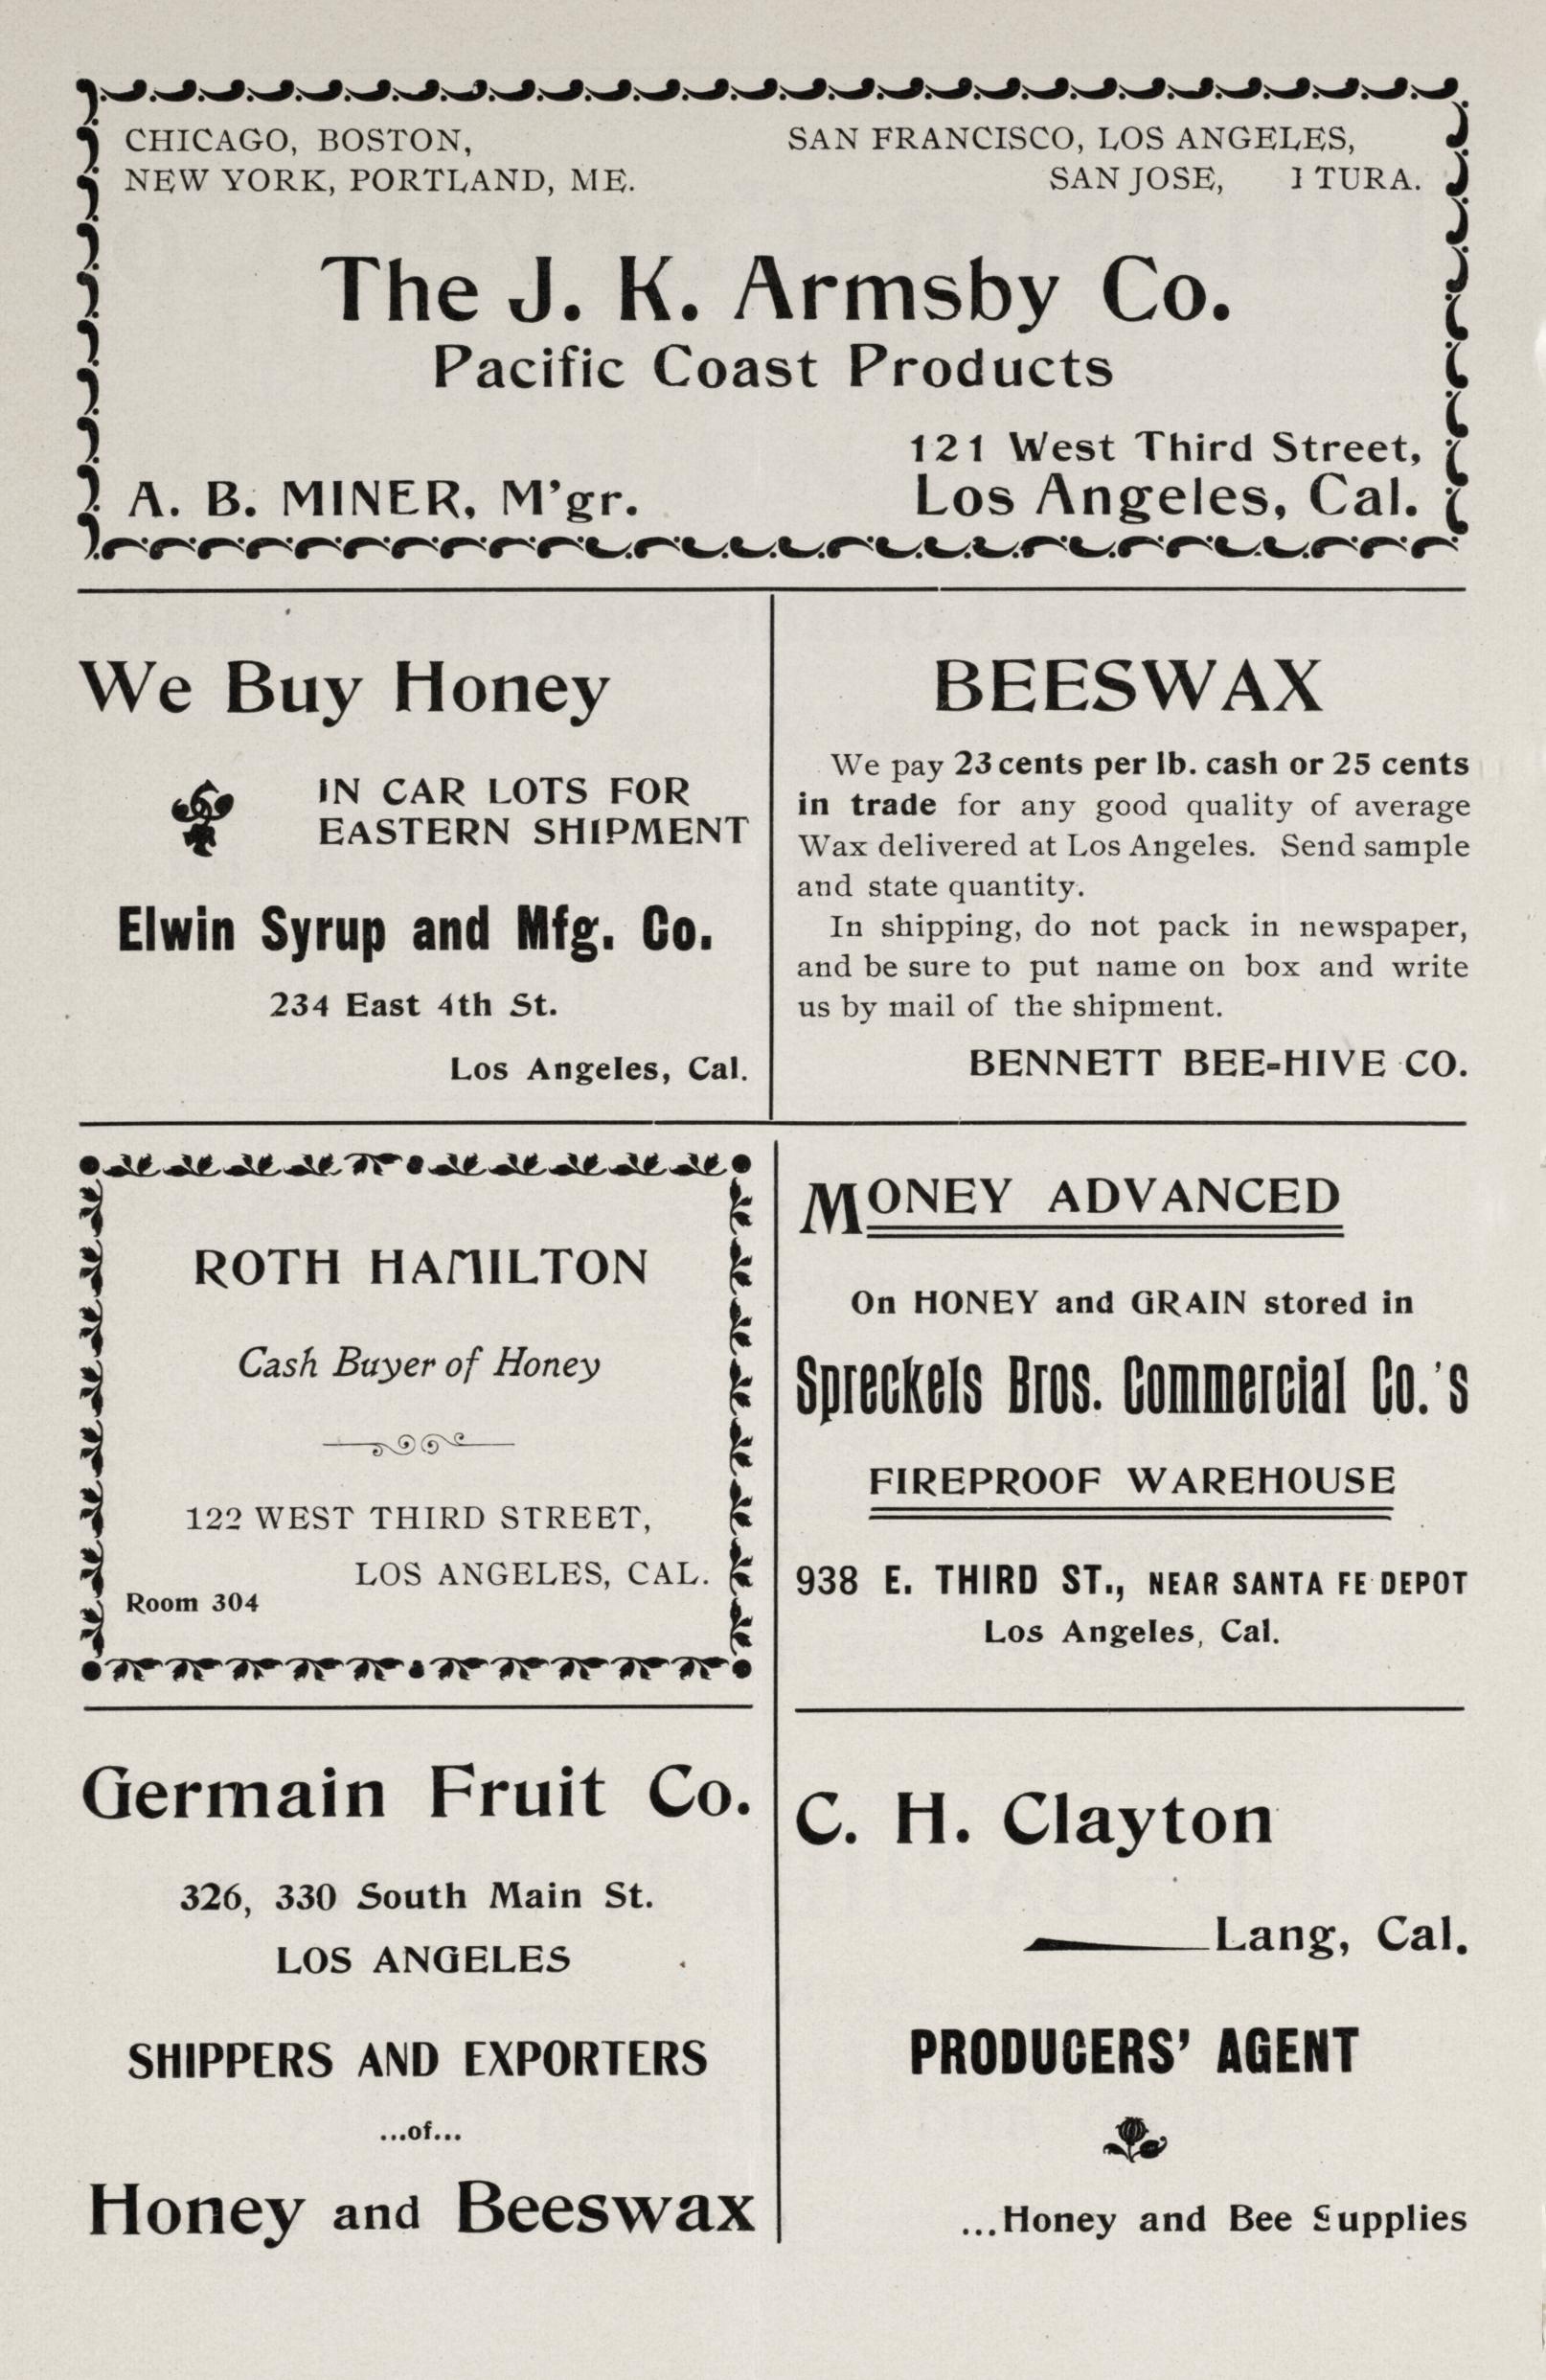 CHICAGO, BOSTON,
NEW YORK, PORTLAND, ME.
SAN FRANCISCO, LOS ANGELES,
SAN JOSE, I TURA.
The J. K. Armsby Co.
Pacific Coast Products
A. B. MINER, M'gr.
121 West Third Street,
Los Angeles, Cal.
We Buy Honey
IN CAR LOTS FOR
EASTERN SHIPMENT
Elwin Syrup and Mfg. Co.
234 East 4th St.
Los Angeles, Cal.
BEESWAX
We pay 23 cents per lb. cash or 25 cents
in trade for any good quality of average
Wax delivered at Los Angeles. Send sample
and state quantity.
In shipping, do not pack in newspaper,
and be sure to put name on box and write
us by mail of the shipment.
BENNETT BEE-HIVE CO.
ROTH HAMILTON
Cash Buyer of Honey
122 WEST THIRD STREET,
LOS ANGELES, CAL.
Room 304
MONEY ADVANCED
On HONEY and GRAIN stored in
Spreckels Bros. Commercial Co.'s
FIREPROOF WAREHOUSE
938 E. THIRD ST., NEAR SANTA FE DEPOT
Los Angeles, Cal.
Germain Fruit Co.
326, 330 South Main St.
LOS ANGELES
SHIPPERS AND EXPORTERS
...of...
Honey and Beeswax
C. H. Clayton
Lang, Cal.
PRODUCERS' AGENT
...Honey and Bee Supplies